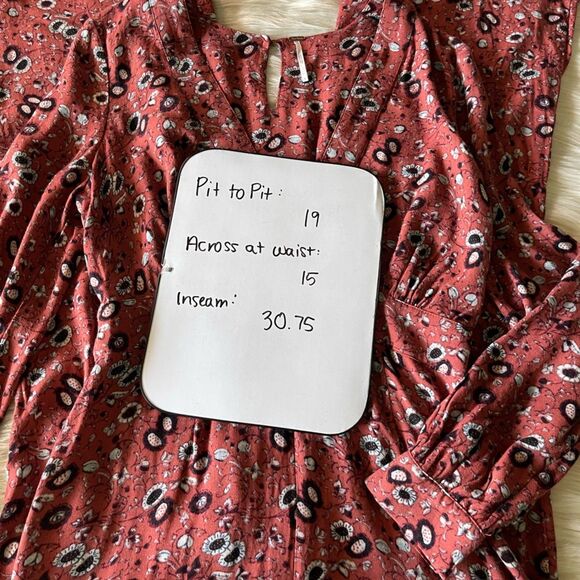 Pit to Pit:
19
Across at waist:
15
Inseam:
30.75